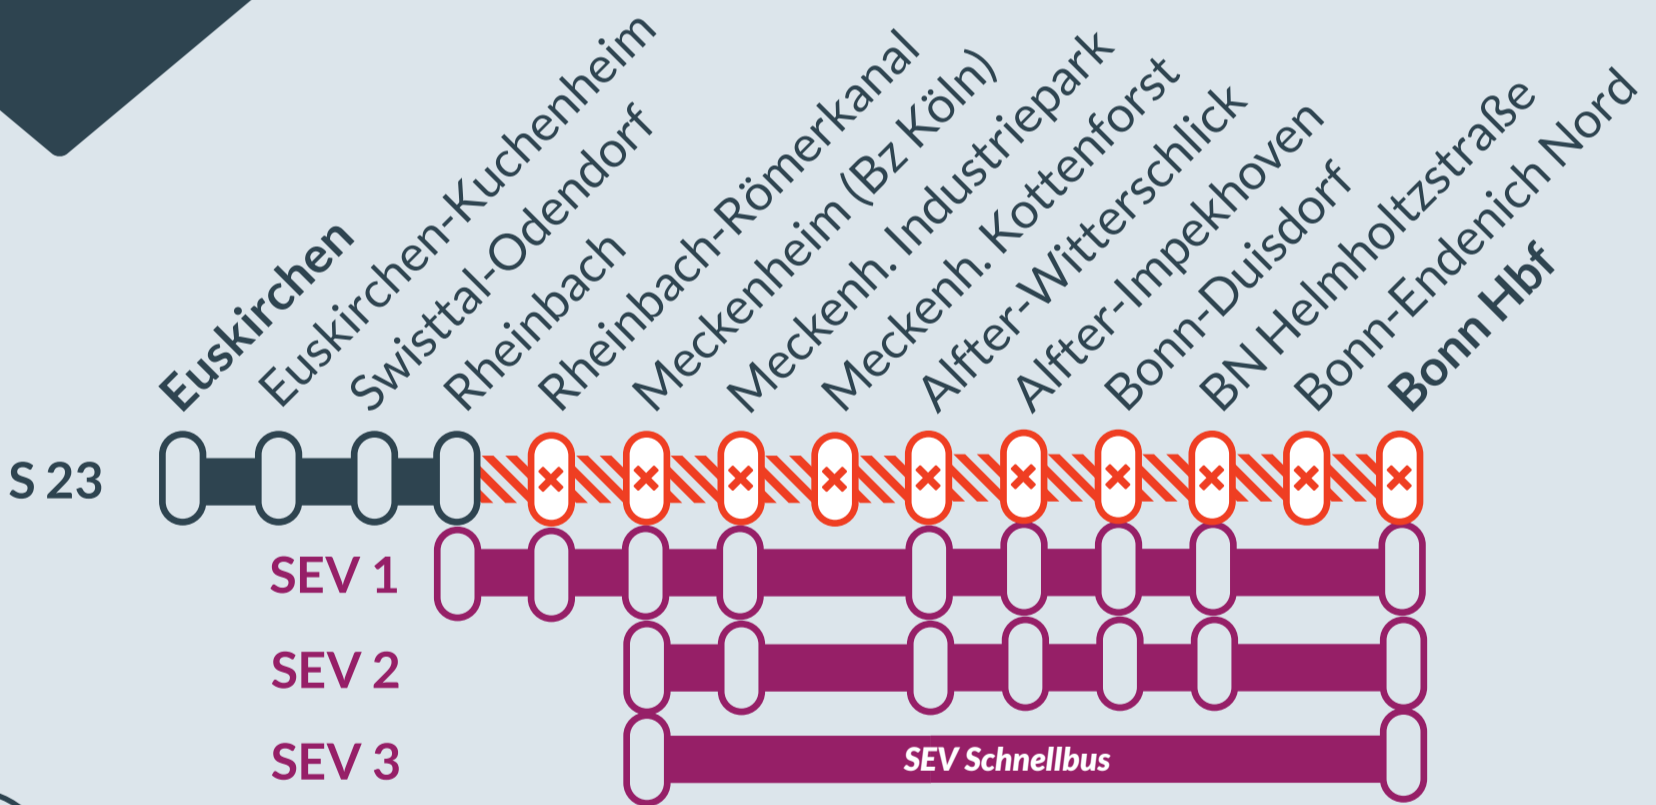 Euskirchen
Euskirchen-Kuchenheim
Swisttal-Odendorf
Rheinbach
Rheinbach-Römerkanal
Meckenheim (Bz Köln)
Meckenh. Industriepark
Meckenh. Kottenforst
Alfter-Witterschlick
Alfter-Impekhoven
Bonn-Duisdorf
BN Helmholtzstraße
Bonn-Endenich Nord
Bonn Hbf
S 23
SEV 1
SEV 2
SEV 3
SEV Schnellbus